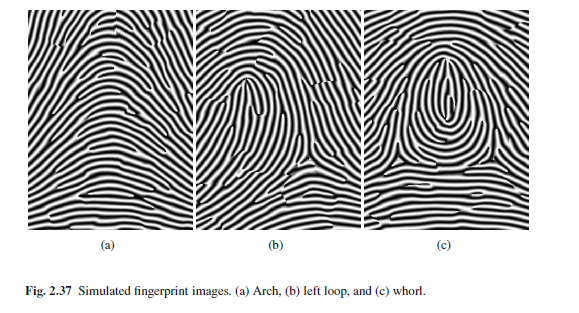 (a) (b) (c)
Fig. 2.37 Simulated fingerprint images. (a) Arch, (b) left loop, and (c) whorl.